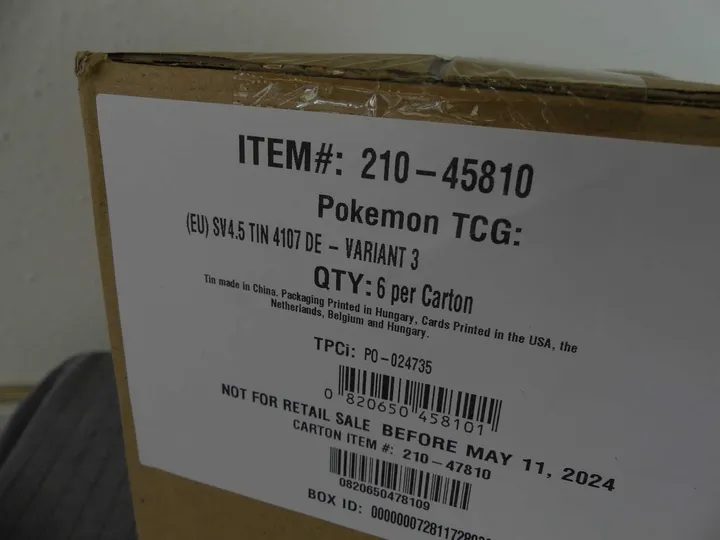 ITEM#: 210-45810
Pokemon TCG:
(EU) SV4.5 TIN 4107 DE - VARIANT 3
QTY: 6 per Carton
Tin made in China. Packaging Printed in Hungary, Cards Printed in the USA, the
Netherlands, Belgium and Hungary.
TPCi: PO-024735
0 820650 458101
NOT FOR RETAIL SALE BEFORE MAY 11, 2024
CARTON ITEM #: 210-47810
0820650478109
BOX ID: